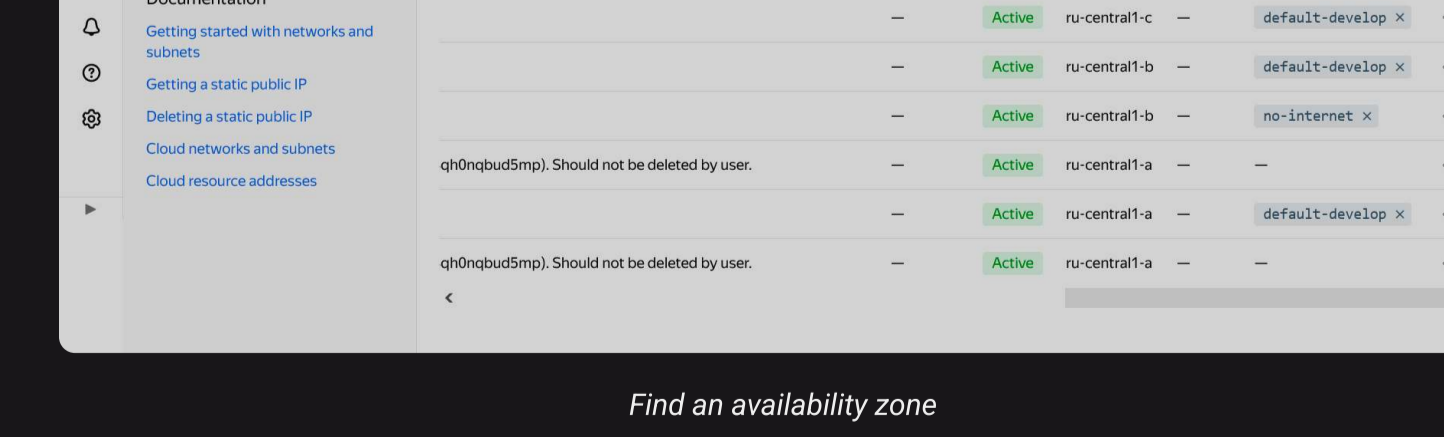 Documentation
Getting started with networks and
subnets
Getting a static public IP
Deleting a static public IP
Cloud networks and subnets
Cloud resource addresses
— Active ru-central1-c — default-develop ×
— Active ru-central1-b — default-develop ×
— Active ru-central1-b — no-internet ×
qh0nqbud5mp). Should not be deleted by user. — Active ru-central1-a — —
— Active ru-central1-a — default-develop ×
qh0nqbud5mp). Should not be deleted by user. — Active ru-central1-a — —
Find an availability zone